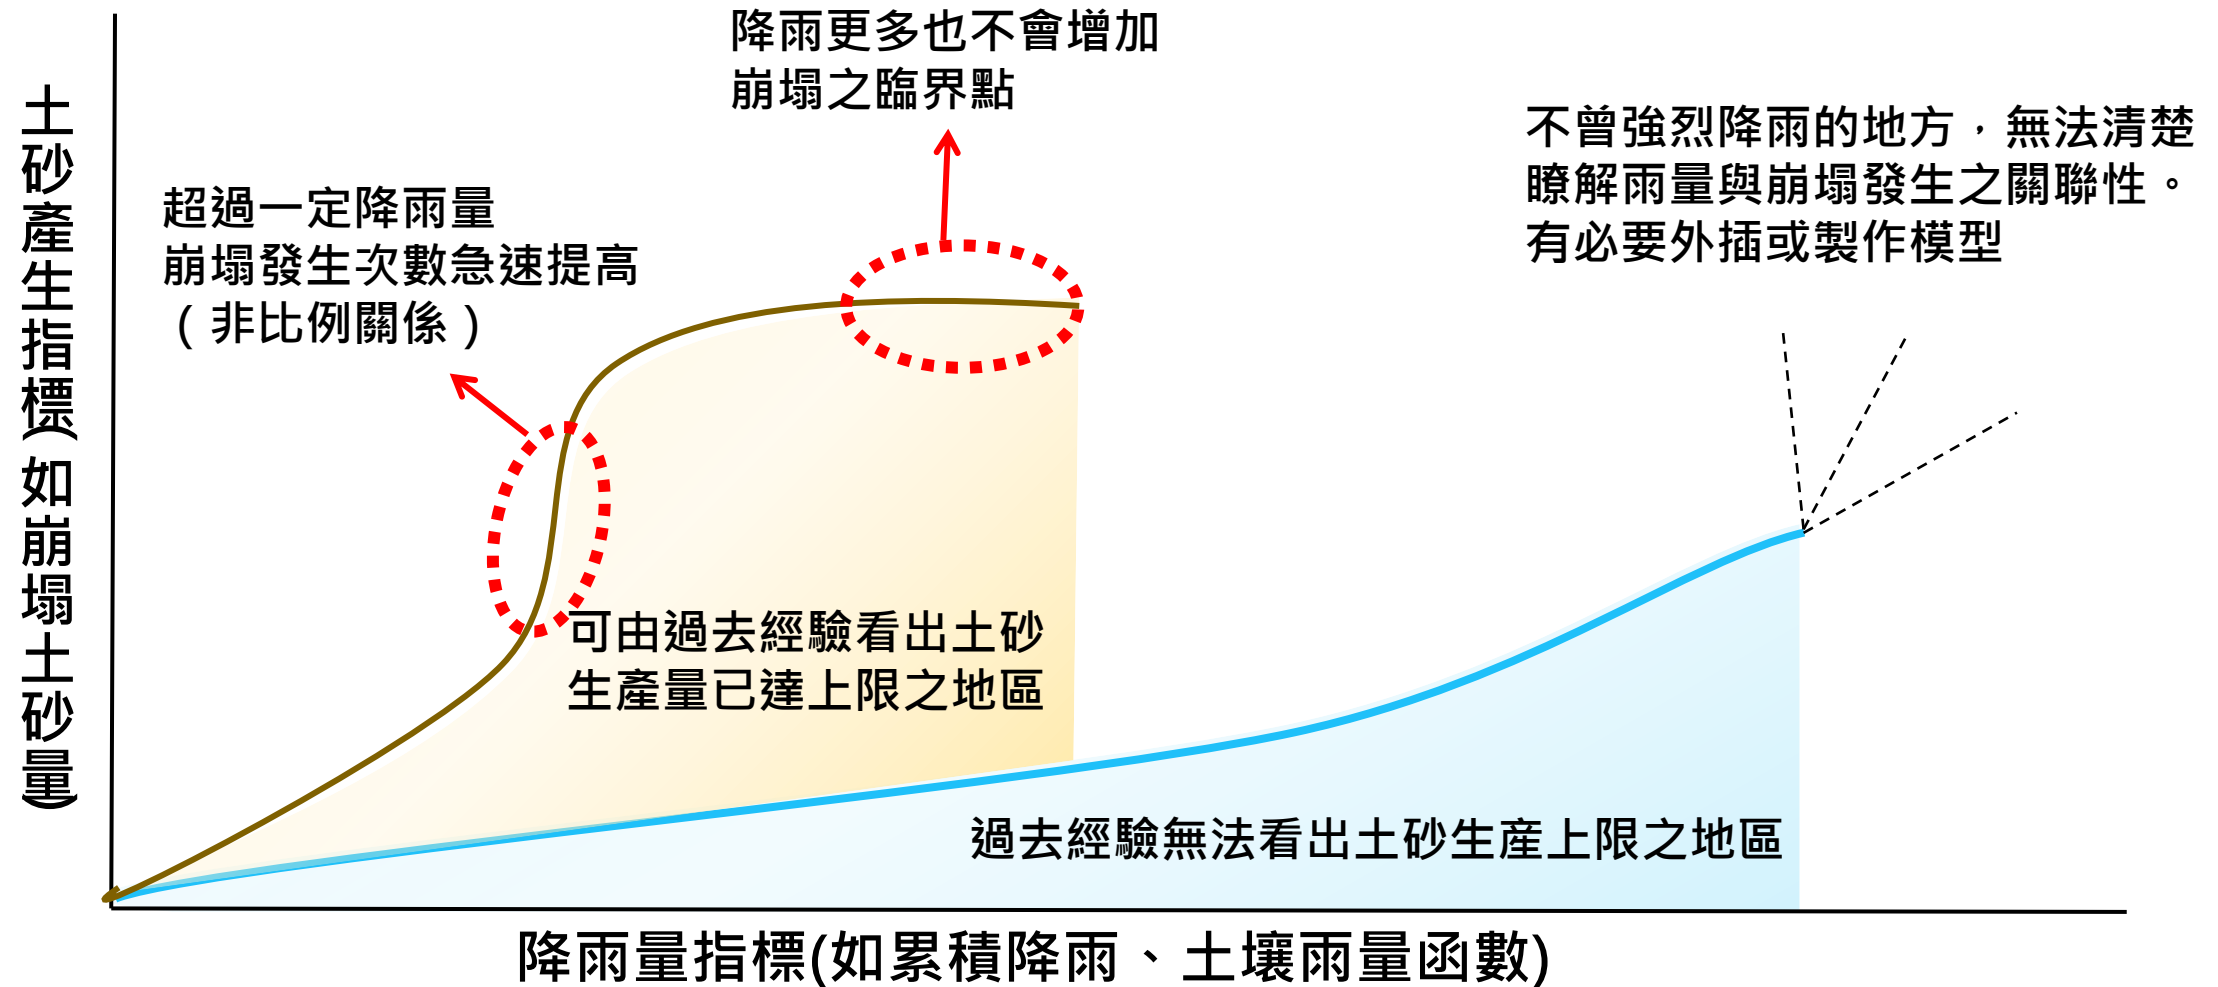 降雨更多也不會增加
崩塌之臨界點
不曾強烈降雨的地方，無法清楚
瞭解雨量與崩塌發生之關聯性。
有必要外插或製作模型
超過一定降雨量
崩塌發生次數急速提高
（非比例關係）
土砂產生指標(如崩塌土砂量)
可由過去經驗看出土砂
生產量已達上限之地區
過去經驗無法看出土砂生産上限之地區
降雨量指標(如累積降雨、土壤雨量函數)